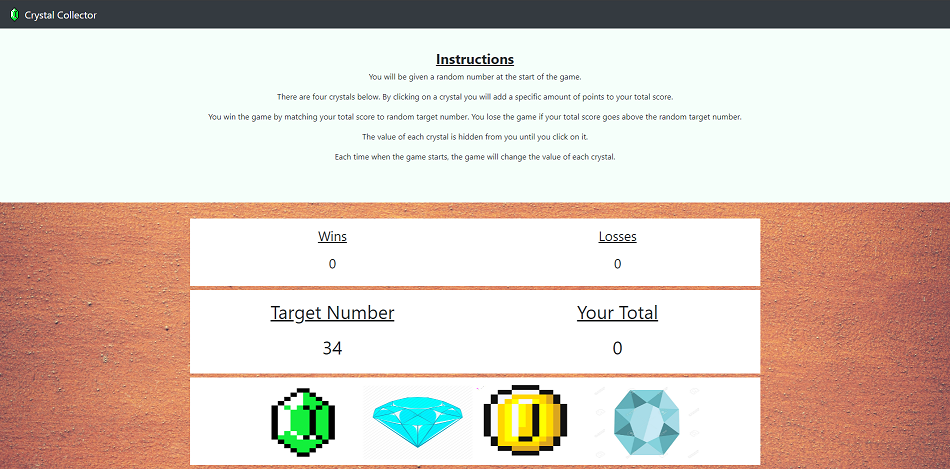 Crystal Collector
Instructions
You will be given a random number at the start of the game.
There are four crystals below. By clicking on a crystal you will add a specific amount of points to your total score.
You win the game by matching your total score to random target number. You lose the game if your total score goes above the random target number.
The value of each crystal is hidden from you until you click on it.
Each time when the game starts, the game will change the value of each crystal.
Wins Losses
0 0
Target Number Your Total
34 0